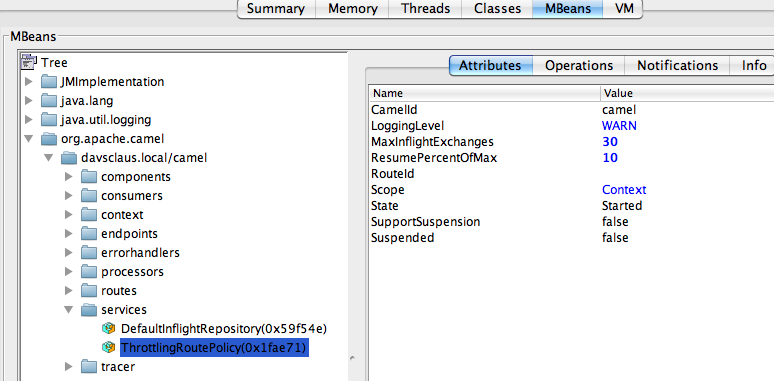 Summary Memory Threads Classes MBeans VM
MBeans
Tree
JMImplementation
java.lang
java.util.logging
org.apache.camel
davsclaus.local/camel
components
consumers
context
endpoints
errorhandlers
processors
routes
services
DefaultInflightRepository(0x59f54e)
ThrottlingRoutePolicy(0x1fae71)
tracer
Attributes Operations Notifications Info
Name Value
CamelId camel
LoggingLevel WARN
MaxInflightExchanges 30
ResumePercentOfMax 10
RouteId
Scope Context
State Started
SupportSuspension false
Suspended false